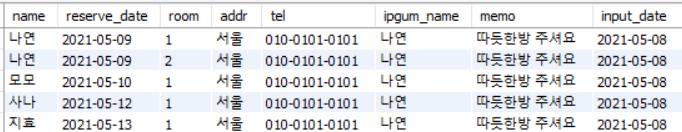 name reserve_date room addr tel ipgum_name memo input_date
나연 2021-05-09 1 서울 010-0101-0101 나연 따듯한방 주셔요 2021-05-08
나연 2021-05-09 2 서울 010-0101-0101 나연 따듯한방 주셔요 2021-05-08
모모 2021-05-10 1 서울 010-0101-0101 나연 따듯한방 주셔요 2021-05-08
사나 2021-05-12 1 서울 010-0101-0101 나연 따듯한방 주셔요 2021-05-08
지효 2021-05-13 1 서울 010-0101-0101 나연 따듯한방 주셔요 2021-05-08